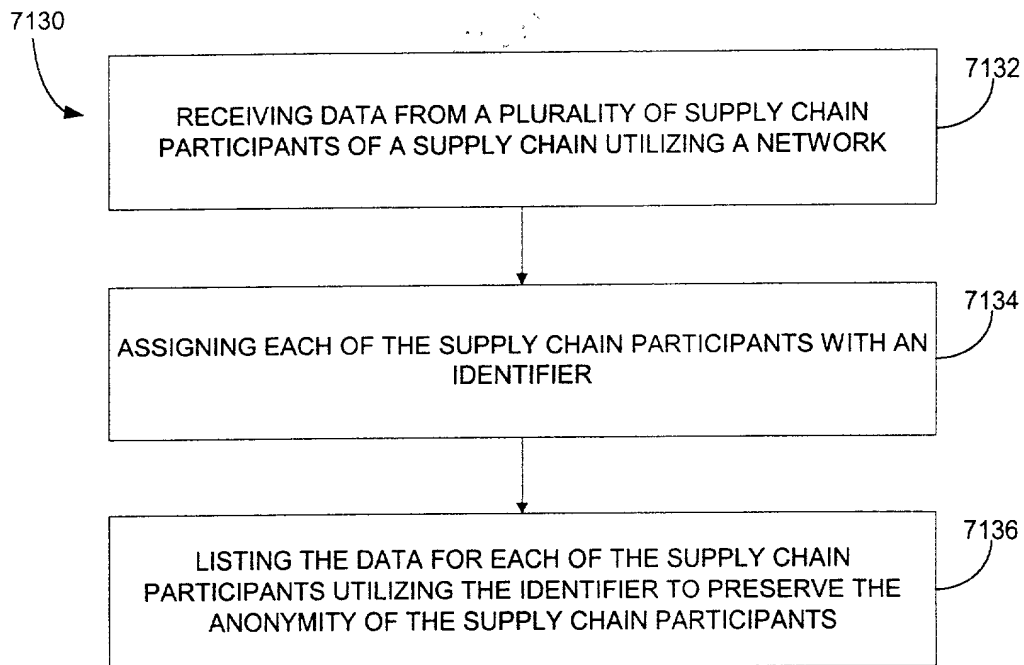 7130
7132
RECEIVING DATA FROM A PLURALITY OF SUPPLY CHAIN
PARTICIPANTS OF A SUPPLY CHAIN UTILIZING A NETWORK
7134
ASSIGNING EACH OF THE SUPPLY CHAIN PARTICIPANTS WITH AN
IDENTIFIER
7136
LISTING THE DATA FOR EACH OF THE SUPPLY CHAIN
PARTICIPANTS UTILIZING THE IDENTIFIER TO PRESERVE THE
ANONYMITY OF THE SUPPLY CHAIN PARTICIPANTS